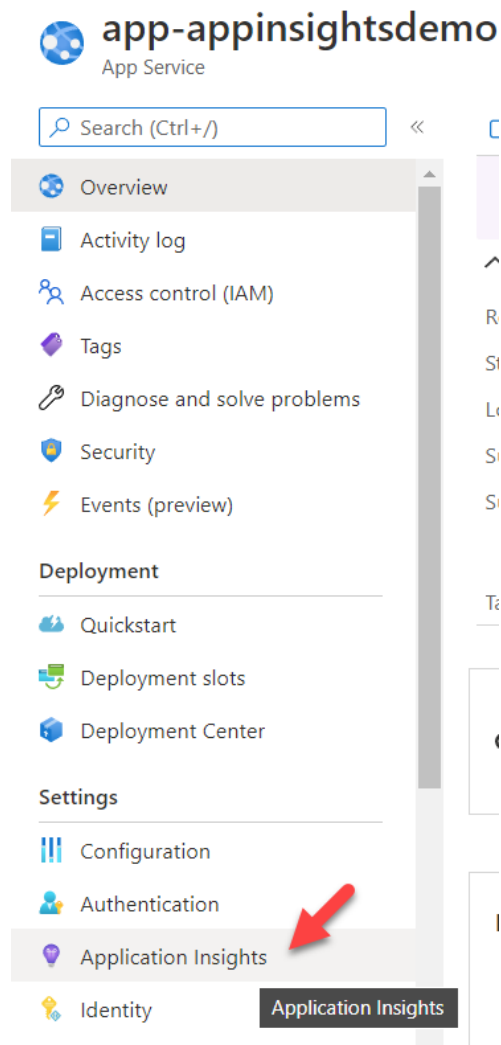 app-appinsightsdemo
App Service
Search (Ctrl+/)
Overview
Activity log
Access control (IAM)
Tags
Diagnose and solve problems
Security
Events (preview)
Deployment
Quickstart
Deployment slots
Deployment Center
Settings
Configuration
Authentication
Application Insights
Identity
Application Insights